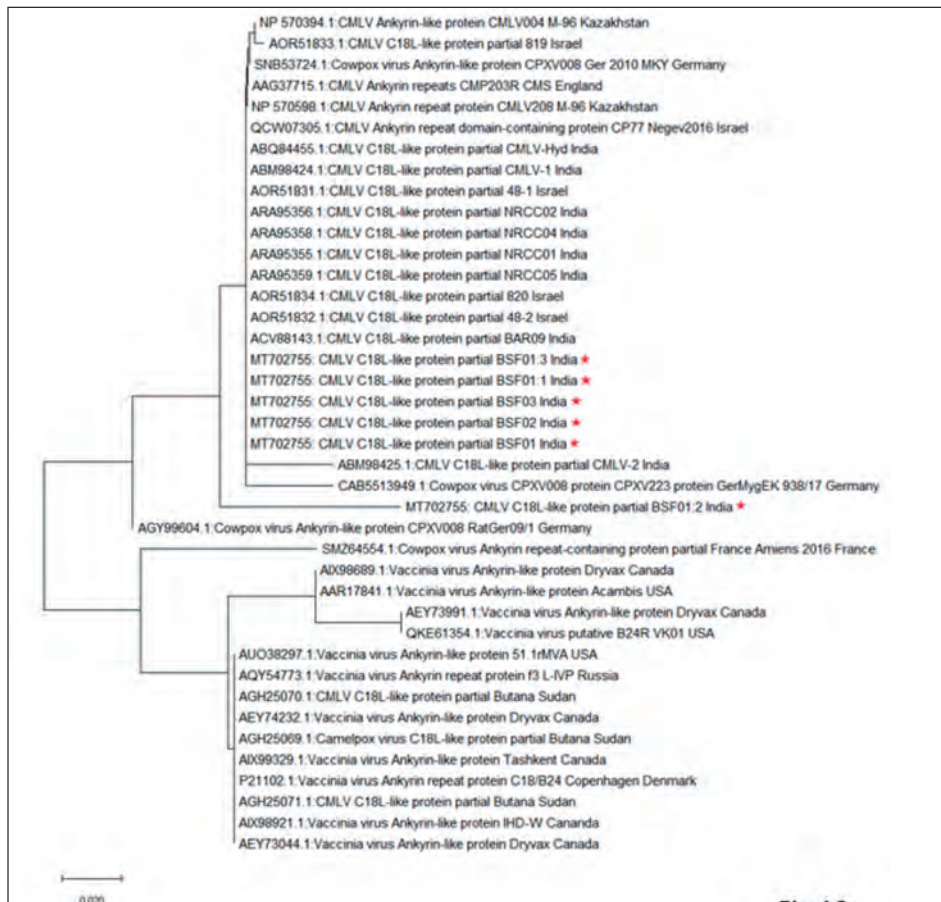 NP 570394.1:CMLV Ankyrin-like protein CMLV004 M-96 Kazakhstan
AOR51833.1:CMLV C18L-like protein partial 819 Israel
SNB53724.1:Cowpox virus Ankyrin-like protein CPXV008 Ger 2010 MKY Germany
AAG37715.1:CMLV Ankyrin repeats CMP203R CMS England
NP 570598.1:CMLV Ankyrin repeat protein CMLV208 M-96 Kazakhstan
QCW07305.1:CMLV Ankyrin repeat domain-containing protein CP77 Negev2016 Israel
ABQ84455.1:CMLV C18L-like protein partial CMLV-Hyd India
ABM98424.1:CMLV C18L-like protein partial CMLV-1 India
AOR51831.1:CMLV C18L-like protein partial 48-1 Israel
ARA95356.1:CMLV C18L-like protein partial NRCC02 India
ARA95358.1:CMLV C18L-like protein partial NRCC04 India
ARA95355.1:CMLV C18L-like protein partial NRCC01 India
ARA95359.1:CMLV C18L-like protein partial NRCC05 India
AOR51834.1:CMLV C18L-like protein partial 820 Israel
AOR51832.1:CMLV C18L-like protein partial 48-2 Israel
ACV88143.1:CMLV C18L-like protein partial BAR09 India
MT702755: CMLV C18L-like protein partial BSF01:3 India
MT702755: CMLV C18L-like protein partial BSF01:1 India
MT702755: CMLV C18L-like protein partial BSF03 India
MT702755: CMLV C18L-like protein partial BSF02 India
MT702755: CMLV C18L-like protein partial BSF01 India
ABM98425.1:CMLV C18L-like protein partial CMLV-2 India
CAB5513949.1:Cowpox virus CPXV008 protein CPXV223 protein GerMygEK 938/17 Germany
MT702755: CMLV C18L-like protein partial BSF01:2 India
AGY99604.1:Cowpox virus Ankyrin-like protein CPXV008 RatGer09/1 Germany
SMZ64554.1:Cowpox virus Ankyrin repeat-containing protein partial France Amiens 2016 France
AIX98689.1:Vaccinia virus Ankyrin-like protein Dryvax Canada
AAR17841.1:Vaccinia virus Ankyrin-like protein Acambis USA
AEY73991.1:Vaccinia virus Ankyrin-like protein Dryvax Canada
QKE61354.1:Vaccinia virus putative B24R VK01 USA
AUO38297.1:Vaccinia virus Ankyrin-like protein 51.1rMVA USA
AQY54773.1:Vaccinia virus Ankyrin repeat protein f3 L-IVP Russia
AGH25070.1:CMLV C18L-like protein partial Butana Sudan
AEY74232.1:Vaccinia virus Ankyrin-like protein Dryvax Canada
AGH25069.1:Camelpox virus C18L-like protein partial Butana Sudan
AIX99329.1:Vaccinia virus Ankyrin-like protein Tashkent Canada
P21102.1:Vaccinia virus Ankyrin repeat protein C18/B24 Copenhagen Denmark
AGH25071.1:CMLV C18L-like protein partial Butana Sudan
AIX98921.1:Vaccinia virus Ankyrin-like protein IHD-W Cananda
AEY73044.1:Vaccinia virus Ankyrin-like protein Dryvax Canada
0.020